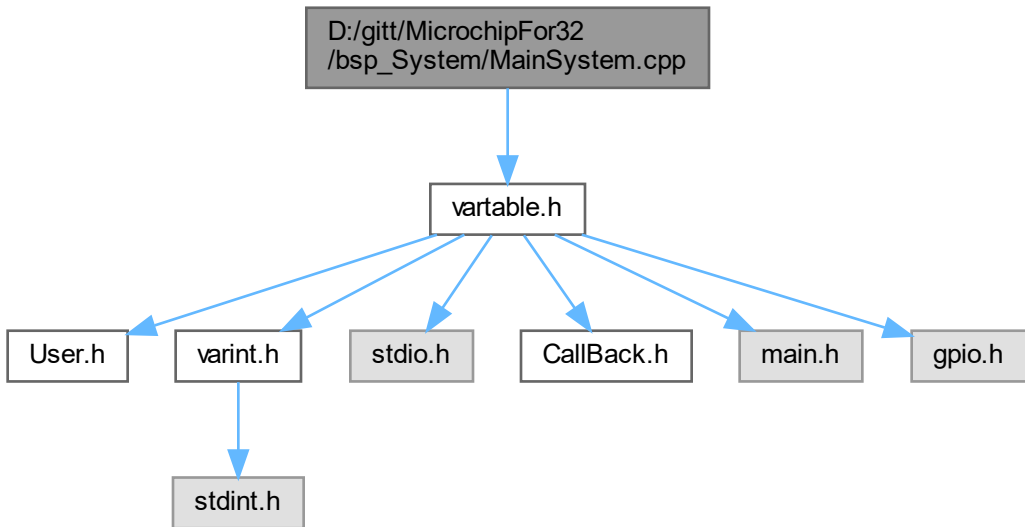 D:/gitt/MicrochipFor32
/bsp_System/MainSystem.cpp
vartable.h
User.h
varint.h
stdio.h
CallBack.h
main.h
gpio.h
stdint.h